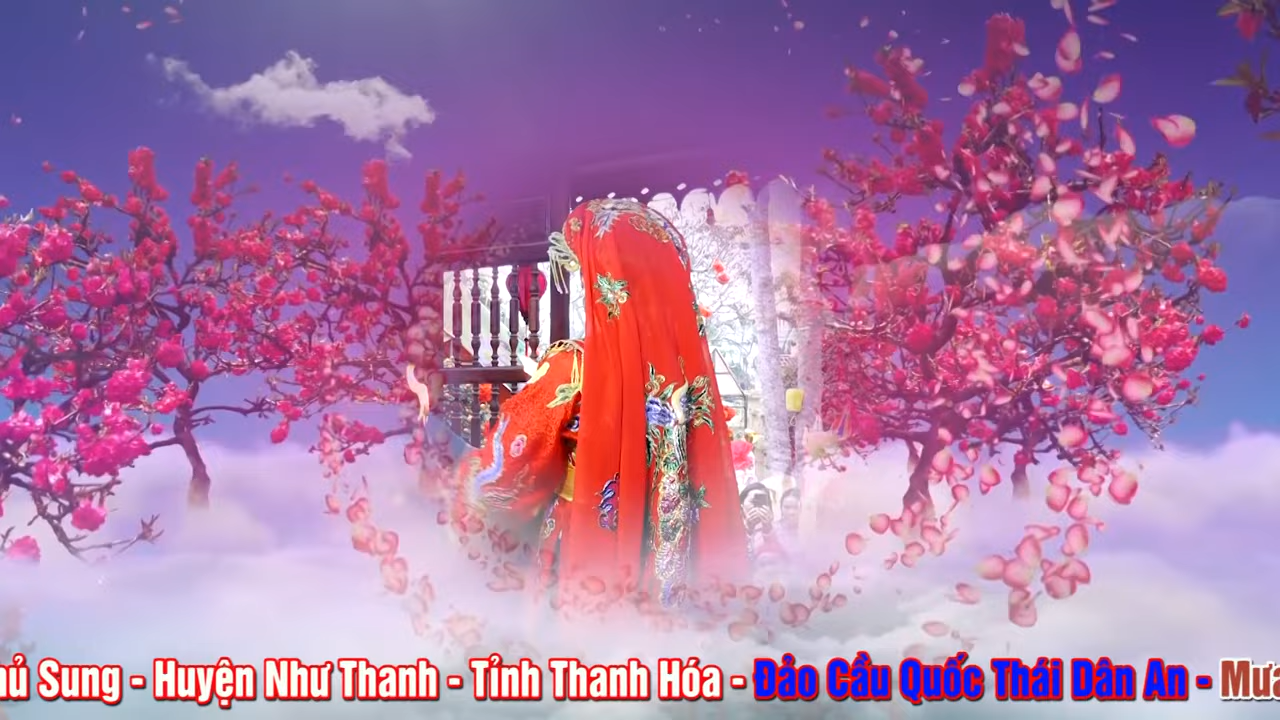 Sung - Huyện Như Thanh - Tỉnh Thanh Hóa - Đảo Cầu Quốc Thái Dân An -